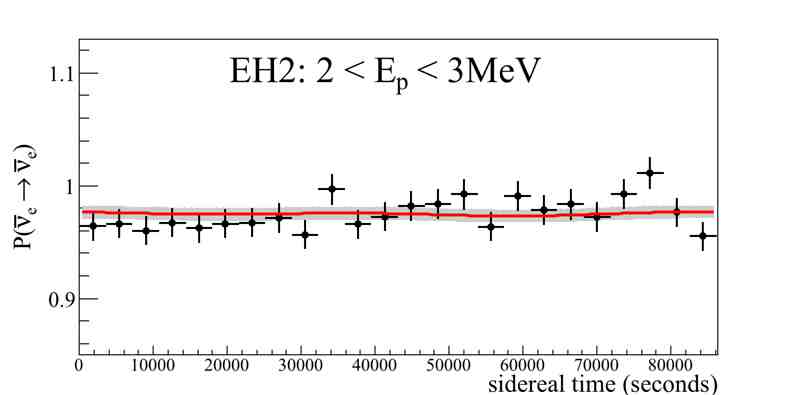 EH2: 2 < Eₚ < 3MeV
P(ν̅ₑ → ν̅ₑ)
1.1
1
0.9
0 10000 20000 30000 40000 50000 60000 70000 80000
sidereal time (seconds)